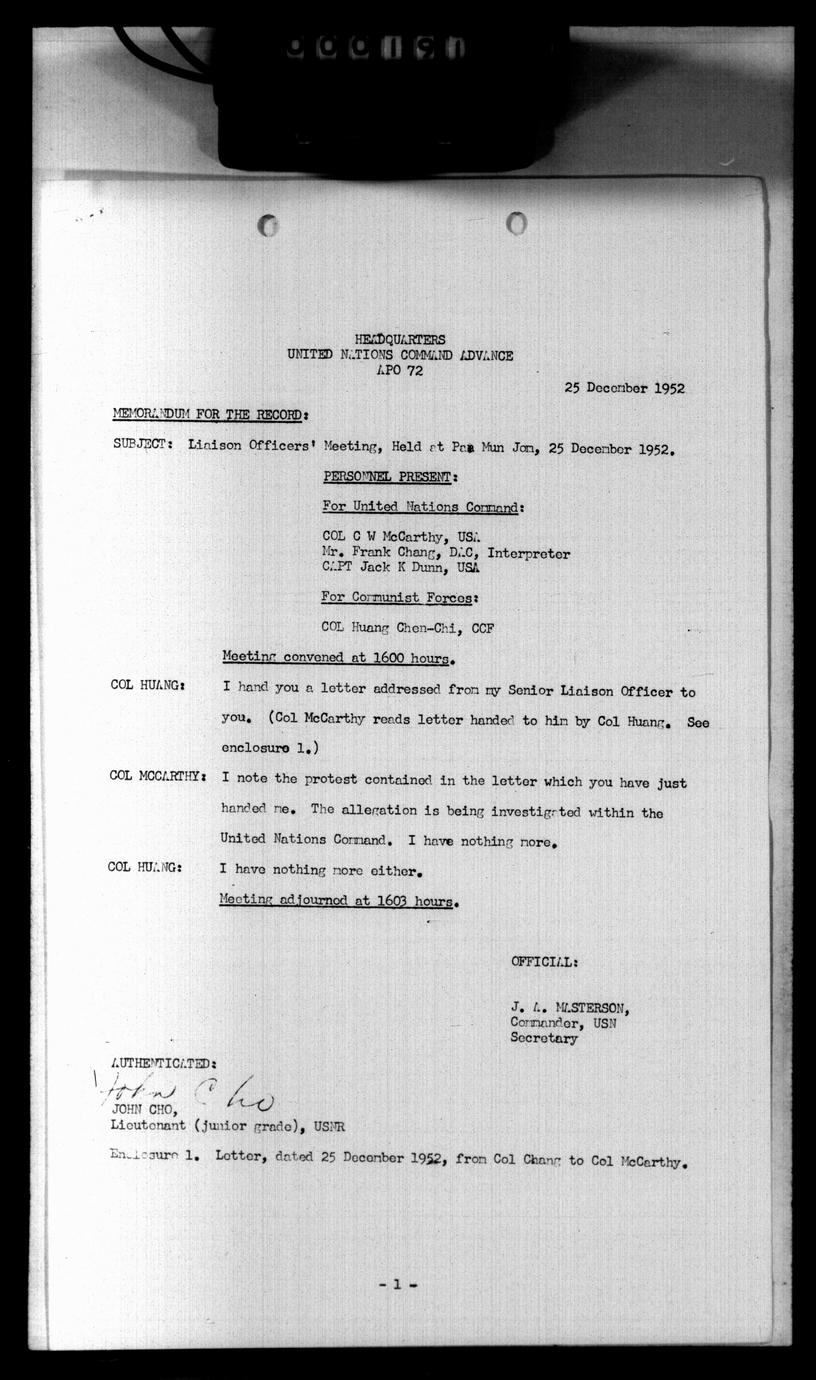 000191
HEADQUARTERS
UNITED NATIONS COMMAND ADVANCE
APO 72
25 December 1952
MEMORANDUM FOR THE RECORD:
SUBJECT: Liaison Officers' Meeting, Held at Pan Mun Jom, 25 December 1952.
PERSONNEL PRESENT:
For United Nations Command:
COL C W McCarthy, USA
Mr. Frank Chang, DAC, Interpreter
CAPT Jack K Dunn, USA
For Communist Forces:
COL Huang Chen-Chi, CCF
Meeting convened at 1600 hours.
COL HUANG: I hand you a letter addressed from my Senior Liaison Officer to
you. (Col McCarthy reads letter handed to him by Col Huang. See
enclosure 1.)
COL MCCARTHY: I note the protest contained in the letter which you have just
handed me. The allegation is being investigated within the
United Nations Command. I have nothing more.
COL HUANG: I have nothing more either.
Meeting adjourned at 1603 hours.
OFFICIAL:
J. A. MASTERSON,
Commander, USN
Secretary
AUTHENTICATED:
John Cho
JOHN CHO,
Lieutenant (junior grade), USNR
Enclosure 1. Letter, dated 25 December 1952, from Col Chang to Col McCarthy.
- 1 -